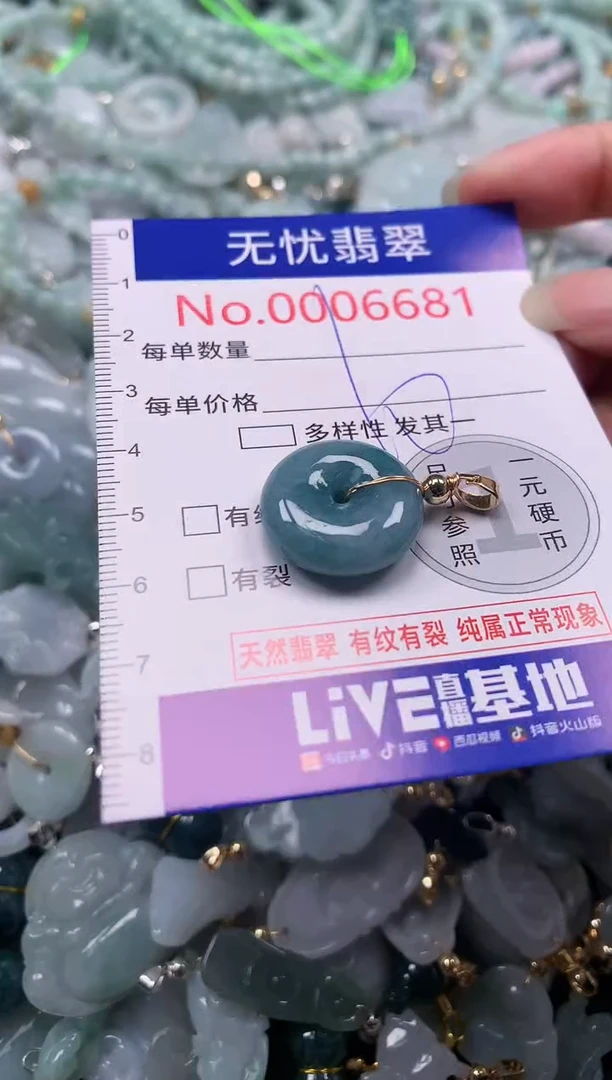 无忧翡翠
No.0006681
每单数量
每单价格
多样性 发其一
一元硬币
参照
有
有裂
天然翡翠 有纹有裂 纯属正常现象
LiVE直播基地
今日头条 抖音 西瓜视频 抖音火山版
0
1
2
3
4
5
6
7
8
1